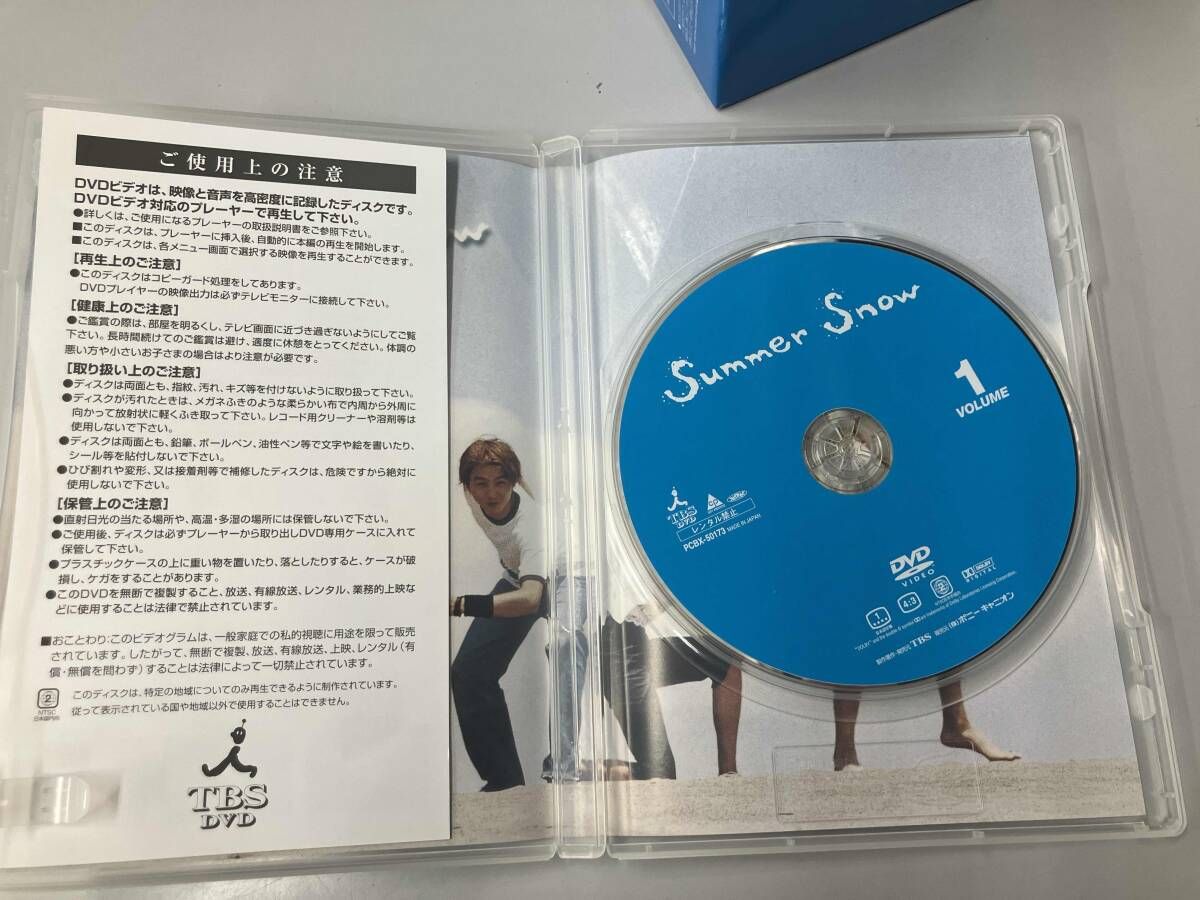 ご使用上の注意
DVDビデオは、映像と音声を高密度に記録したディスクです。
DVDビデオ対応のプレーヤーで再生して下さい。
●詳しくは、ご使用になるプレーヤーの取扱説明書をご参照下さい。
■このディスクは、プレーヤーに挿入後、自動的に本編の再生を開始します。
■このディスクは、各メニュー画面で選択する映像を再生することができます。
[再生上のご注意]
●このディスクはコピーガード処理をしてあります。
DVDプレイヤーの映像出力は必ずテレビモニターに接続して下さい。
[健康上のご注意]
●ご鑑賞の際は、部屋を明るくし、テレビ画面に近づき過ぎないようにしてご覧
下さい。長時間続けてのご鑑賞は避け、適度に休憩をとってください。体調の
悪い方や小さいお子さまの場合はより注意が必要です。
[取り扱い上のご注意]
●ディスクは両面とも、指紋、汚れ、キズ等を付けないように取り扱って下さい。
●ディスクが汚れたときは、メガネふきのような柔らかい布で内周から外周に
向かって放射状に軽くふき取って下さい。レコード用クリーナーや溶剤等は
使用しないで下さい。
●ディスクは両面とも、鉛筆、ボールペン、油性ペン等で文字や絵を書いたり、
シール等を貼付しないで下さい。
●ひび割れや変形、又は接着剤等で補修したディスクは、危険ですから絶対に
使用しないで下さい。
[保管上のご注意]
●直射日光の当たる場所や、高温・多湿の場所には保管しないで下さい。
●ご使用後、ディスクは必ずプレーヤーから取り出しDVD専用ケースに入れて
保管して下さい。
●プラスチックケースの上に重い物を置いたり、落としたりすると、ケースが破
損し、ケガをすることがあります。
●このDVDを無断で複製すること、放送、有線放送、レンタル、業務的上映な
どに使用することは法律で禁止されています。
■おことわり:このビデオグラムは、一般家庭での私的視聴に用途を限って販売
されています。したがって、無断で複製、放送、有線放送、上映、レンタル(有
償・無償を問わず)することは法律によって一切禁止されています。
2
NTSC
日本国内向
このディスクは、特定の地域についてのみ再生できるように制作されています。
従って表示されている国や地域以外で使用することはできません。
TBS
DVD
w
Summer Snow
1
VOLUME
TBS
DVD
レンタル禁止
PCBX-50173 MADE IN JAPAN
DVD
VIDEO
DOLBY
DIGITAL
1
4:3
2
"DOLBY" and the double-D symbol are trademarks of Dolby Laboratories Licensing Corporation.
製作著作・発売元 TBS 販売元 (株)ポニーキャニオン